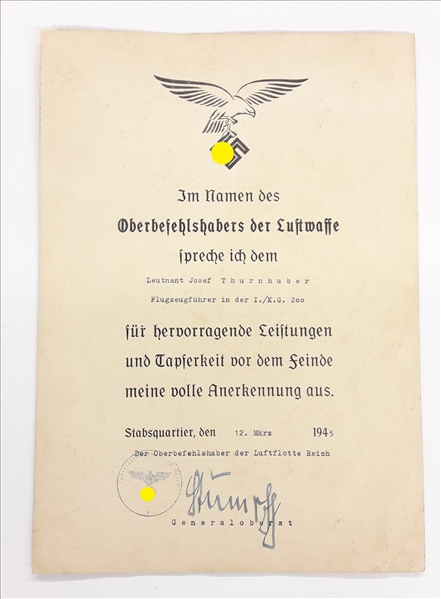 Im Namen des
Oberbefehlshabers der Luftwaffe
spreche ich dem
Leutnant Josef Thurnhuber
Flugzeugführer in der I./K.G. 2oo
für hervorragende Leistungen
und Tapferkeit vor dem Feinde
meine volle Anerkennung aus.
Stabsquartier, den 12. März 1945
Der Oberbefehlshaber der Luftflotte Reich
Stumpff
Generaloberst